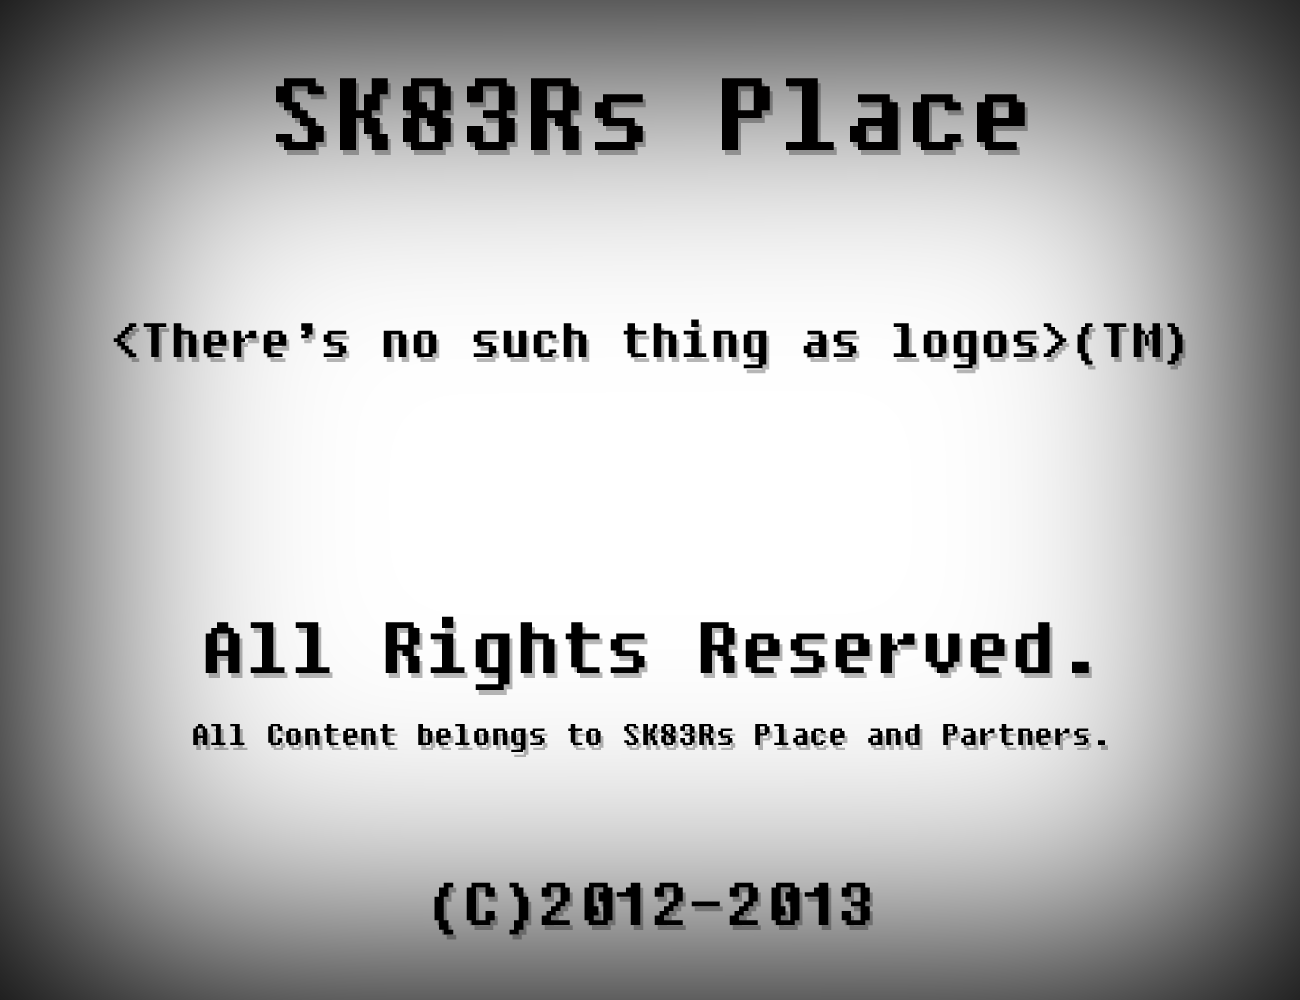 SK83Rs Place
<There's no such thing as logos>(TM)
All Rights Reserved.
All Content belongs to SK83Rs Place and Partners.
(C)2012-2013